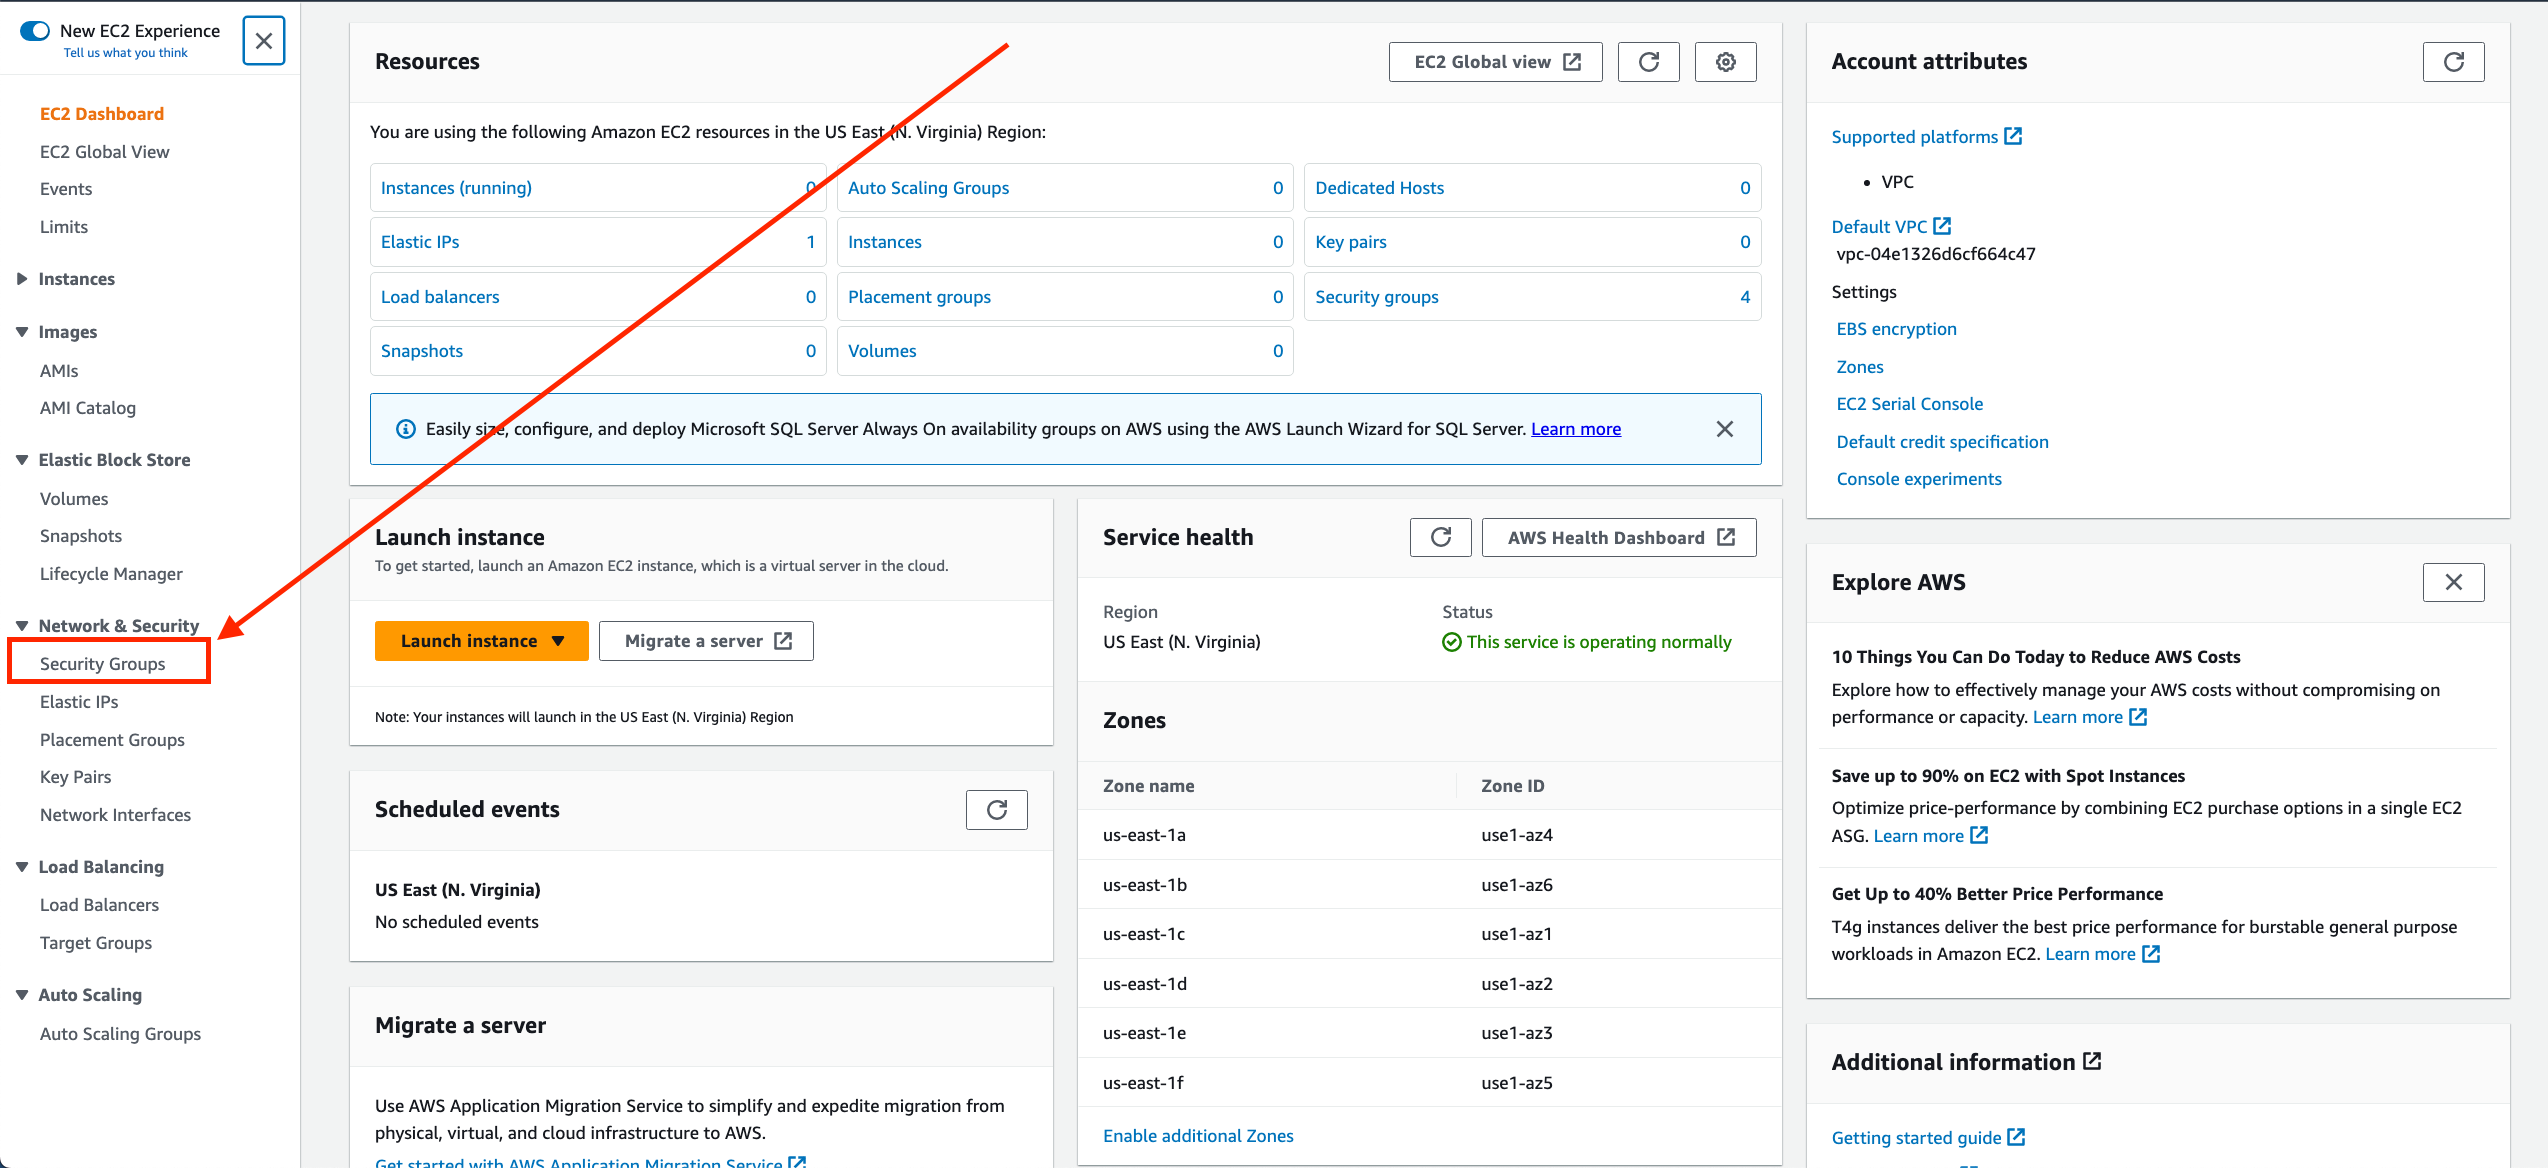 New EC2 Experience
Tell us what you think
EC2 Dashboard
EC2 Global View
Events
Limits
Instances
Images
AMIs
AMI Catalog
Elastic Block Store
Volumes
Snapshots
Lifecycle Manager
Network & Security
Security Groups
Elastic IPs
Placement Groups
Key Pairs
Network Interfaces
Load Balancing
Load Balancers
Target Groups
Auto Scaling
Auto Scaling Groups
Resources
EC2 Global view
You are using the following Amazon EC2 resources in the US East (N. Virginia) Region:
Instances (running) 0
Auto Scaling Groups 0
Dedicated Hosts 0
Elastic IPs 1
Instances 0
Key pairs 0
Load balancers 0
Placement groups 0
Security groups 4
Snapshots 0
Volumes 0
Easily size, configure, and deploy Microsoft SQL Server Always On availability groups on AWS using the AWS Launch Wizard for SQL Server. Learn more
Launch instance
To get started, launch an Amazon EC2 instance, which is a virtual server in the cloud.
Launch instance
Migrate a server
Note: Your instances will launch in the US East (N. Virginia) Region
Scheduled events
US East (N. Virginia)
No scheduled events
Migrate a server
Use AWS Application Migration Service to simplify and expedite migration from
physical, virtual, and cloud infrastructure to AWS.
Get started with AWS Application Migration Service
Service health
AWS Health Dashboard
Region Status
US East (N. Virginia) This service is operating normally
Zones
Zone name Zone ID
us-east-1a use1-az4
us-east-1b use1-az6
us-east-1c use1-az1
us-east-1d use1-az2
us-east-1e use1-az3
us-east-1f use1-az5
Enable additional Zones
Account attributes
Supported platforms
• VPC
Default VPC
vpc-04e1326d6cf664c47
Settings
EBS encryption
Zones
EC2 Serial Console
Default credit specification
Console experiments
Explore AWS
10 Things You Can Do Today to Reduce AWS Costs
Explore how to effectively manage your AWS costs without compromising on
performance or capacity. Learn more
Save up to 90% on EC2 with Spot Instances
Optimize price-performance by combining EC2 purchase options in a single EC2
ASG. Learn more
Get Up to 40% Better Price Performance
T4g instances deliver the best price performance for burstable general purpose
workloads in Amazon EC2. Learn more
Additional information
Getting started guide